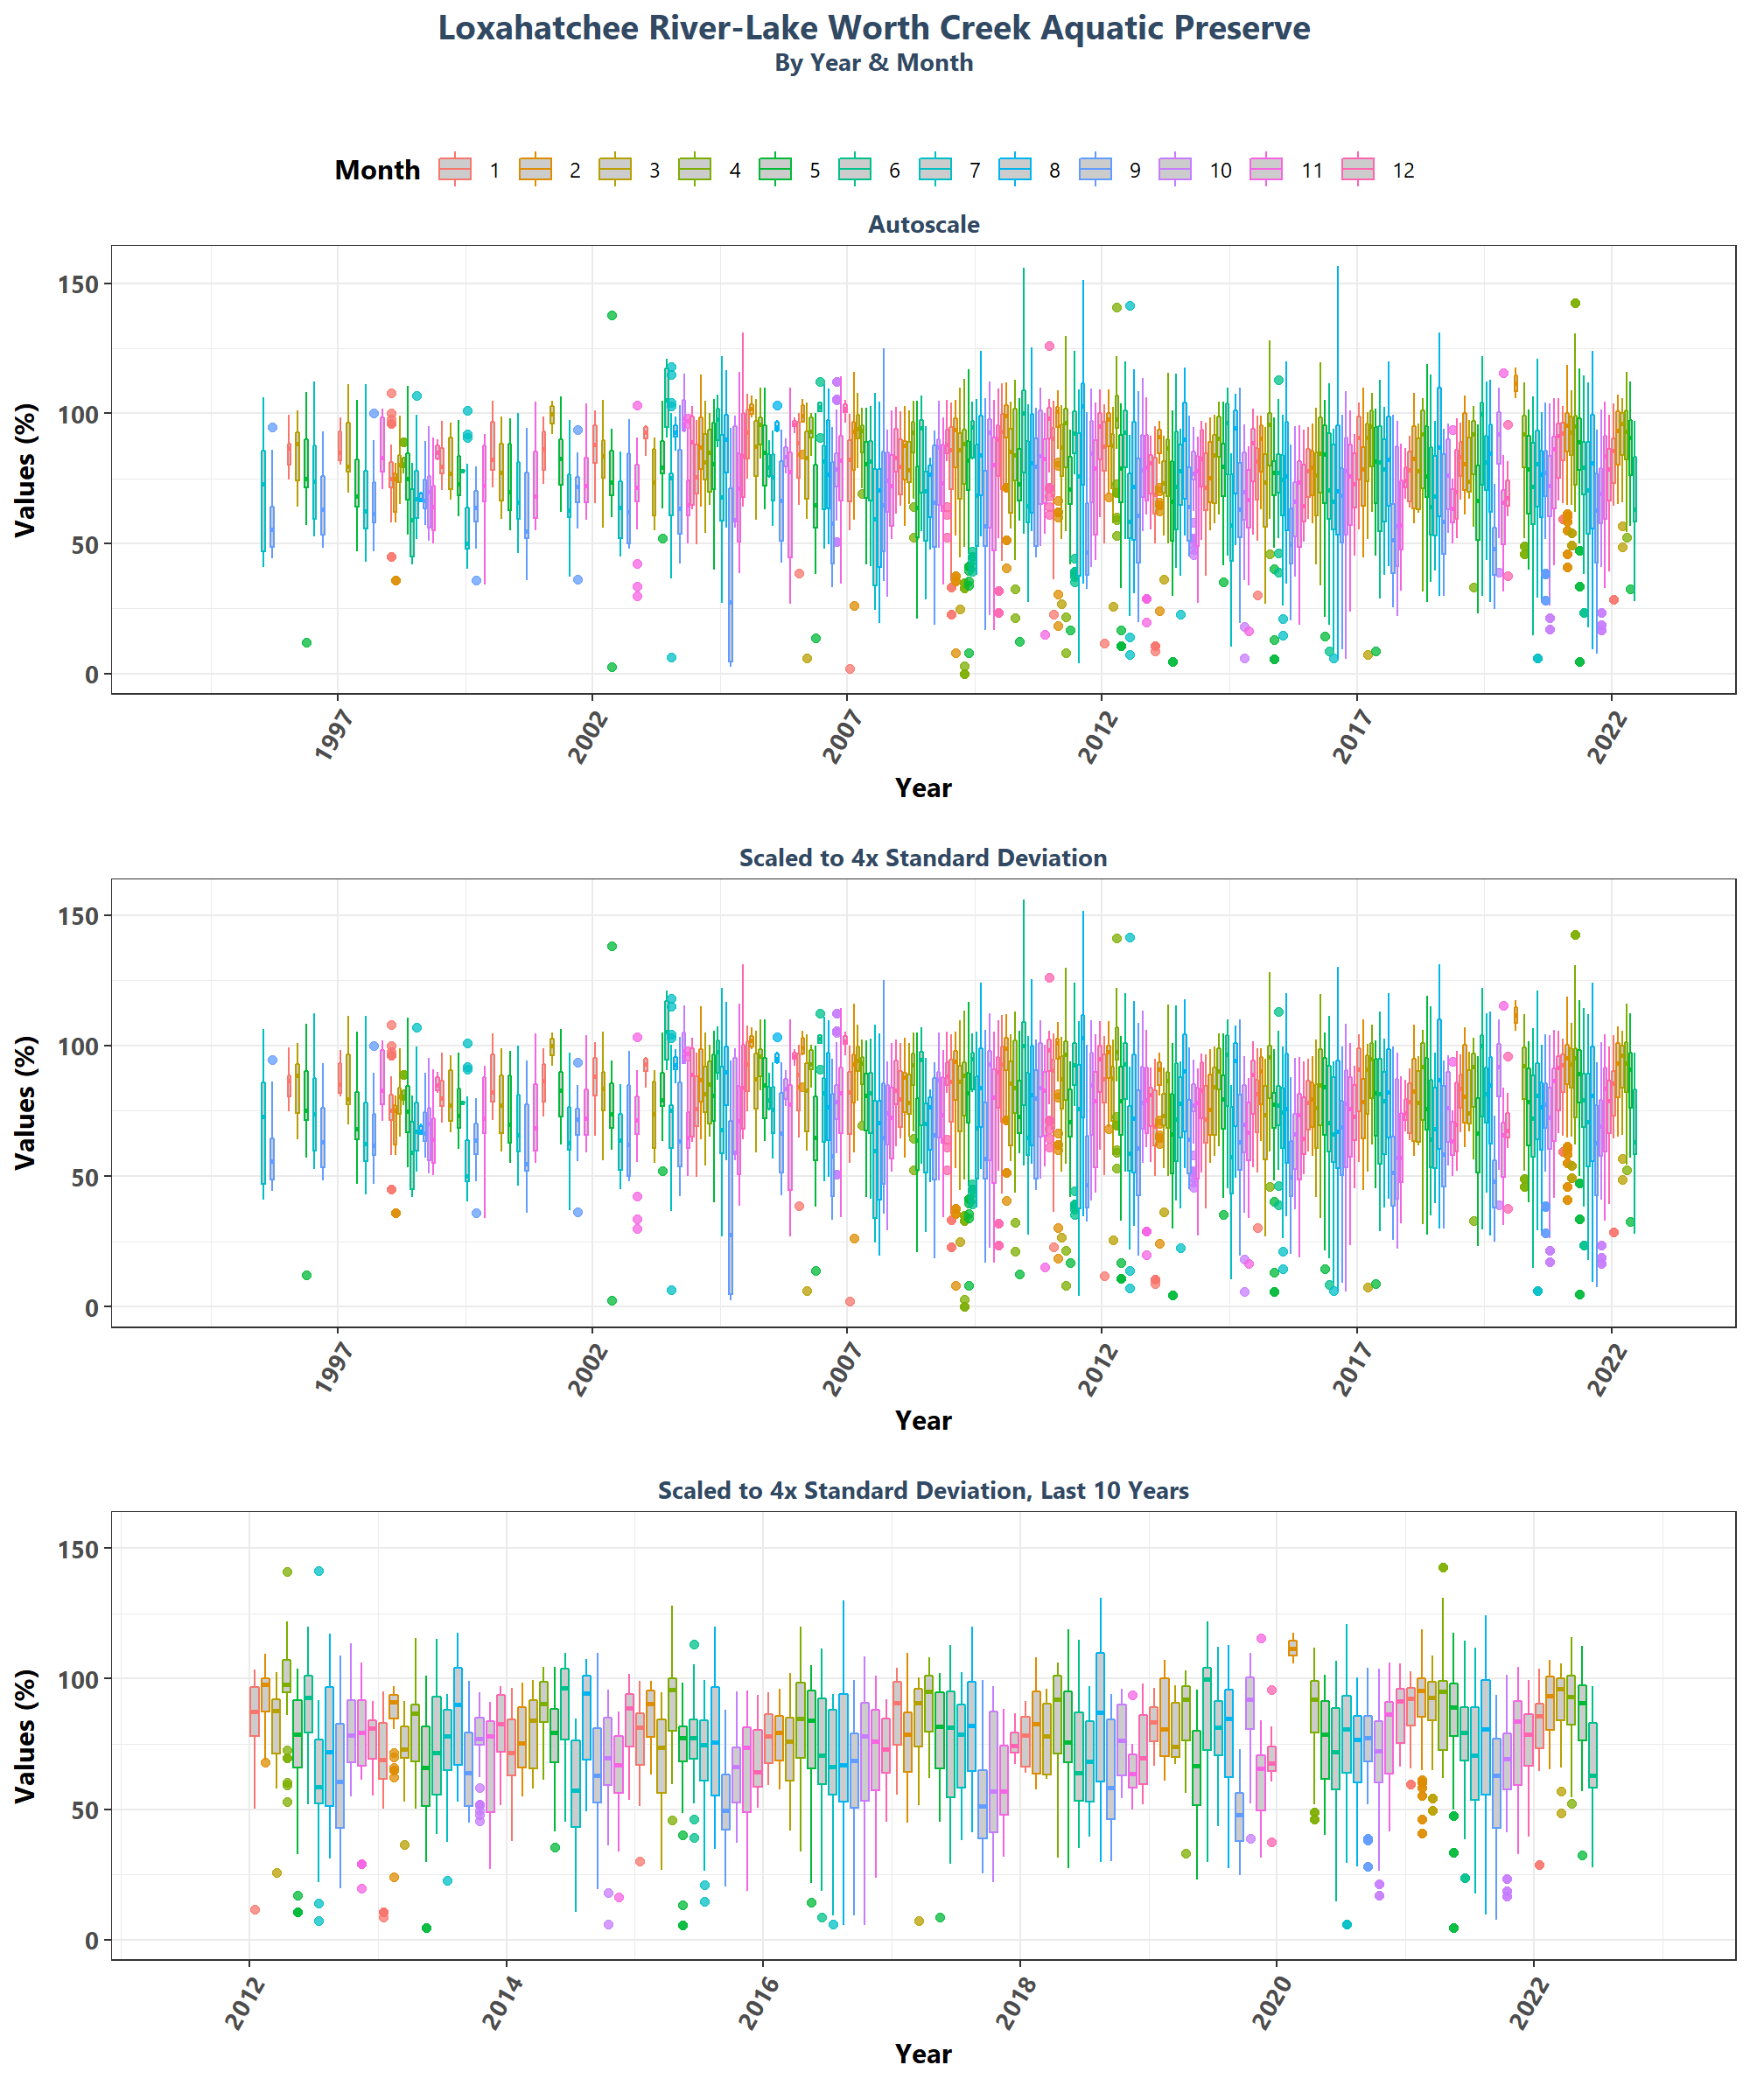 Loxahatchee River-Lake Worth Creek Aquatic Preserve
By Year & Month
Month 1 2 3 4 5 6 7 8 9 10 11 12
Autoscale
Values (%)
150
100
50
0
1997 2002 2007 2012 2017 2022
Year
Scaled to 4x Standard Deviation
Values (%)
150
100
50
0
1997 2002 2007 2012 2017 2022
Year
Scaled to 4x Standard Deviation, Last 10 Years
Values (%)
150
100
50
0
2012 2014 2016 2018 2020 2022
Year